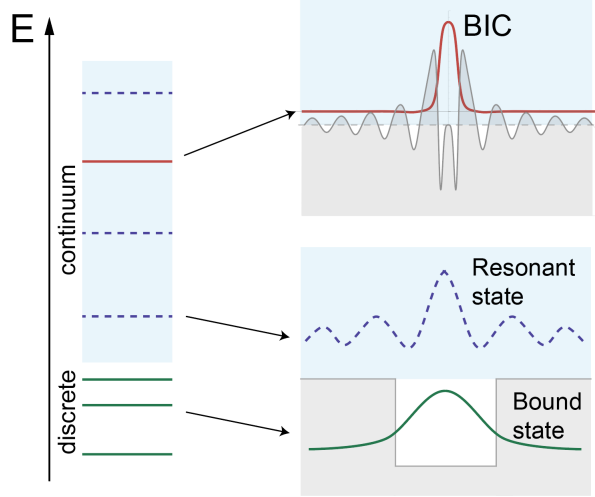 E
BIC
continuum
Resonant
state
discrete
Bound
state